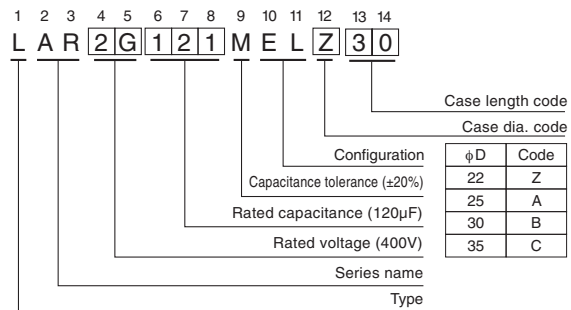 1 2 3 4 5 6 7 8 9 10 11 12 13 14
L A R 2 G 1 2 1 M E L Z 3 0
Case length code
Case dia. code
Configuration
Capacitance tolerance (±20%)
Rated capacitance (120µF)
Rated voltage (400V)
Series name
Type
ϕD Code
22 Z
25 A
30 B
35 C